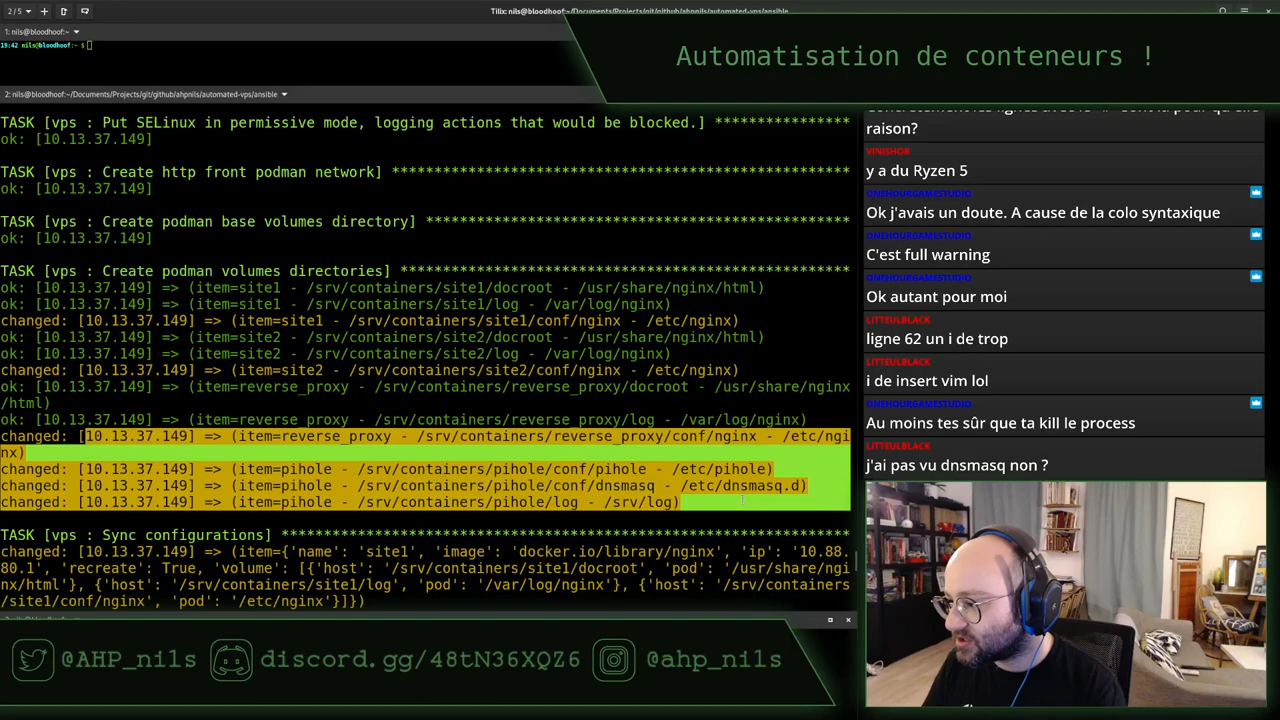 2 / 5
Tilix: nils@bloodhoof:~/Documents/Projects/git/github/ahpnils/automated-vps/ansible
1: nils@bloodhoof:~
19:42 nils@bloodhoof:~ $
Automatisation de conteneurs !
2: nils@bloodhoof:~/Documents/Projects/git/github/ahpnils/automated-vps/ansible
TASK [vps : Put SELinux in permissive mode, logging actions that would be blocked.] ****************
ok: [10.13.37.149]
TASK [vps : Create http front podman network] ******************************************************
ok: [10.13.37.149]
TASK [vps : Create podman base volumes directory] **************************************************
ok: [10.13.37.149]
TASK [vps : Create podman volumes directories] *****************************************************
ok: [10.13.37.149] => (item=site1 - /srv/containers/site1/docroot - /usr/share/nginx/html)
ok: [10.13.37.149] => (item=site1 - /srv/containers/site1/log - /var/log/nginx)
changed: [10.13.37.149] => (item=site1 - /srv/containers/site1/conf/nginx - /etc/nginx)
ok: [10.13.37.149] => (item=site2 - /srv/containers/site2/docroot - /usr/share/nginx/html)
ok: [10.13.37.149] => (item=site2 - /srv/containers/site2/log - /var/log/nginx)
changed: [10.13.37.149] => (item=site2 - /srv/containers/site2/conf/nginx - /etc/nginx)
ok: [10.13.37.149] => (item=reverse_proxy - /srv/containers/reverse_proxy/docroot - /usr/share/nginx
/html)
ok: [10.13.37.149] => (item=reverse_proxy - /srv/containers/reverse_proxy/log - /var/log/nginx)
changed: [10.13.37.149] => (item=reverse_proxy - /srv/containers/reverse_proxy/conf/nginx - /etc/ngi
nx)
changed: [10.13.37.149] => (item=pihole - /srv/containers/pihole/conf/pihole - /etc/pihole)
changed: [10.13.37.149] => (item=pihole - /srv/containers/pihole/conf/dnsmasq - /etc/dnsmasq.d)
changed: [10.13.37.149] => (item=pihole - /srv/containers/pihole/log - /srv/log)
TASK [vps : Sync configurations] *******************************************************************
changed: [10.13.37.149] => (item={'name': 'site1', 'image': 'docker.io/library/nginx', 'ip': '10.88.
80.1', 'recreate': True, 'volume': [{'host': '/srv/containers/site1/docroot', 'pod': '/usr/share/ngi
nx/html'}, {'host': '/srv/containers/site1/log', 'pod': '/var/log/nginx'}, {'host': '/srv/containers
/site1/conf/nginx', 'pod': '/etc/nginx'}]})
raison?
VINISHOR
y a du Ryzen 5
ONEHOURGAMESTUDIO
Ok j'avais un doute. A cause de la colo syntaxique
ONEHOURGAMESTUDIO
C'est full warning
ONEHOURGAMESTUDIO
Ok autant pour moi
LITTEULBLACK
ligne 62 un i de trop
LITTEULBLACK
i de insert vim lol
ONEHOURGAMESTUDIO
Au moins tes sûr que ta kill le process
LITTEULBLACK
j'ai pas vu dnsmasq non ?
@AHP_nils
discord.gg/48tN36XQZ6
@ahp_nils